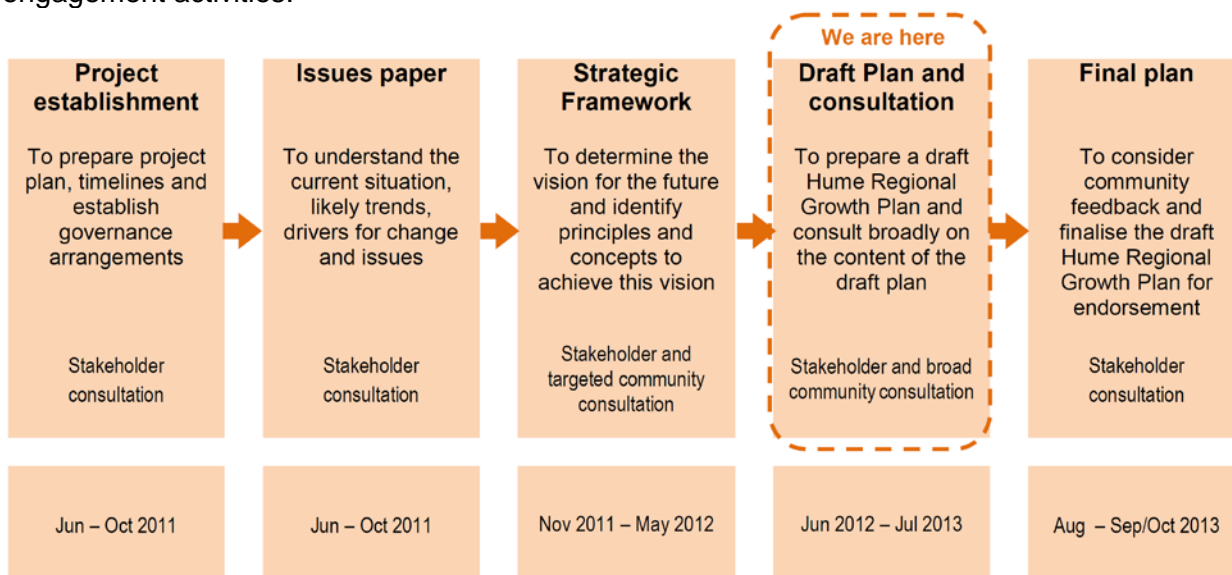 engagement activities.
We are here
Project
establishment
To prepare project
plan, timelines and
establish
governance
arrangements
Stakeholder
consultation
Issues paper
To understand the
current situation,
likely trends,
drivers for change
and issues
Stakeholder
consultation
Strategic
Framework
To determine the
vision for the future
and identify
principles and
concepts to
achieve this vision
Stakeholder and
targeted community
consultation
Draft Plan and
consultation
To prepare a draft
Hume Regional
Growth Plan and
consult broadly on
the content of the
draft plan
Stakeholder and broad
community consultation
Final plan
To consider
community
feedback and
finalise the draft
Hume Regional
Growth Plan for
endorsement
Stakeholder
consultation
Jun – Oct 2011
Jun – Oct 2011
Nov 2011 – May 2012
Jun 2012 – Jul 2013
Aug – Sep/Oct 2013